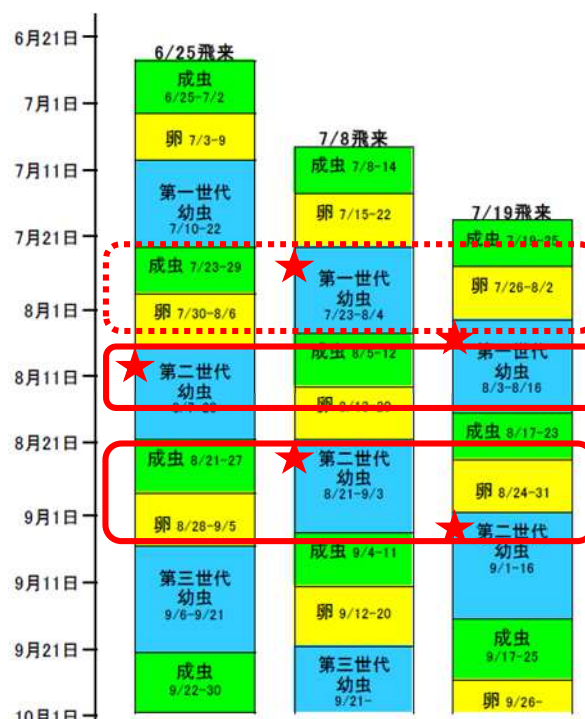 6月21日
7月1日
7月11日
7月21日
8月1日
8月11日
8月21日
9月1日
9月11日
9月21日
10月1日
6/25飛来
成虫
6/25-7/2
卵 7/3-9
第一世代
幼虫
7/10-22
成虫 7/23-29
卵 7/30-8/6
第二世代
幼虫
成虫 8/21-27
卵 8/28-9/5
第三世代
幼虫
9/6-9/21
成虫
9/22-30
7/8飛来
成虫 7/8-14
卵 7/15-22
第一世代
幼虫
7/23-8/4
成虫 8/5-12
卵
第二世代
幼虫
8/21-9/3
成虫 9/4-11
卵 9/12-20
第三世代
幼虫
9/21-
7/19飛来
成虫 7/19-25
卵 7/26-8/2
第一世代
幼虫
8/3-8/16
成虫 8/17-23
卵 8/24-31
第二世代
幼虫
9/1-16
成虫
9/17-25
卵 9/26-